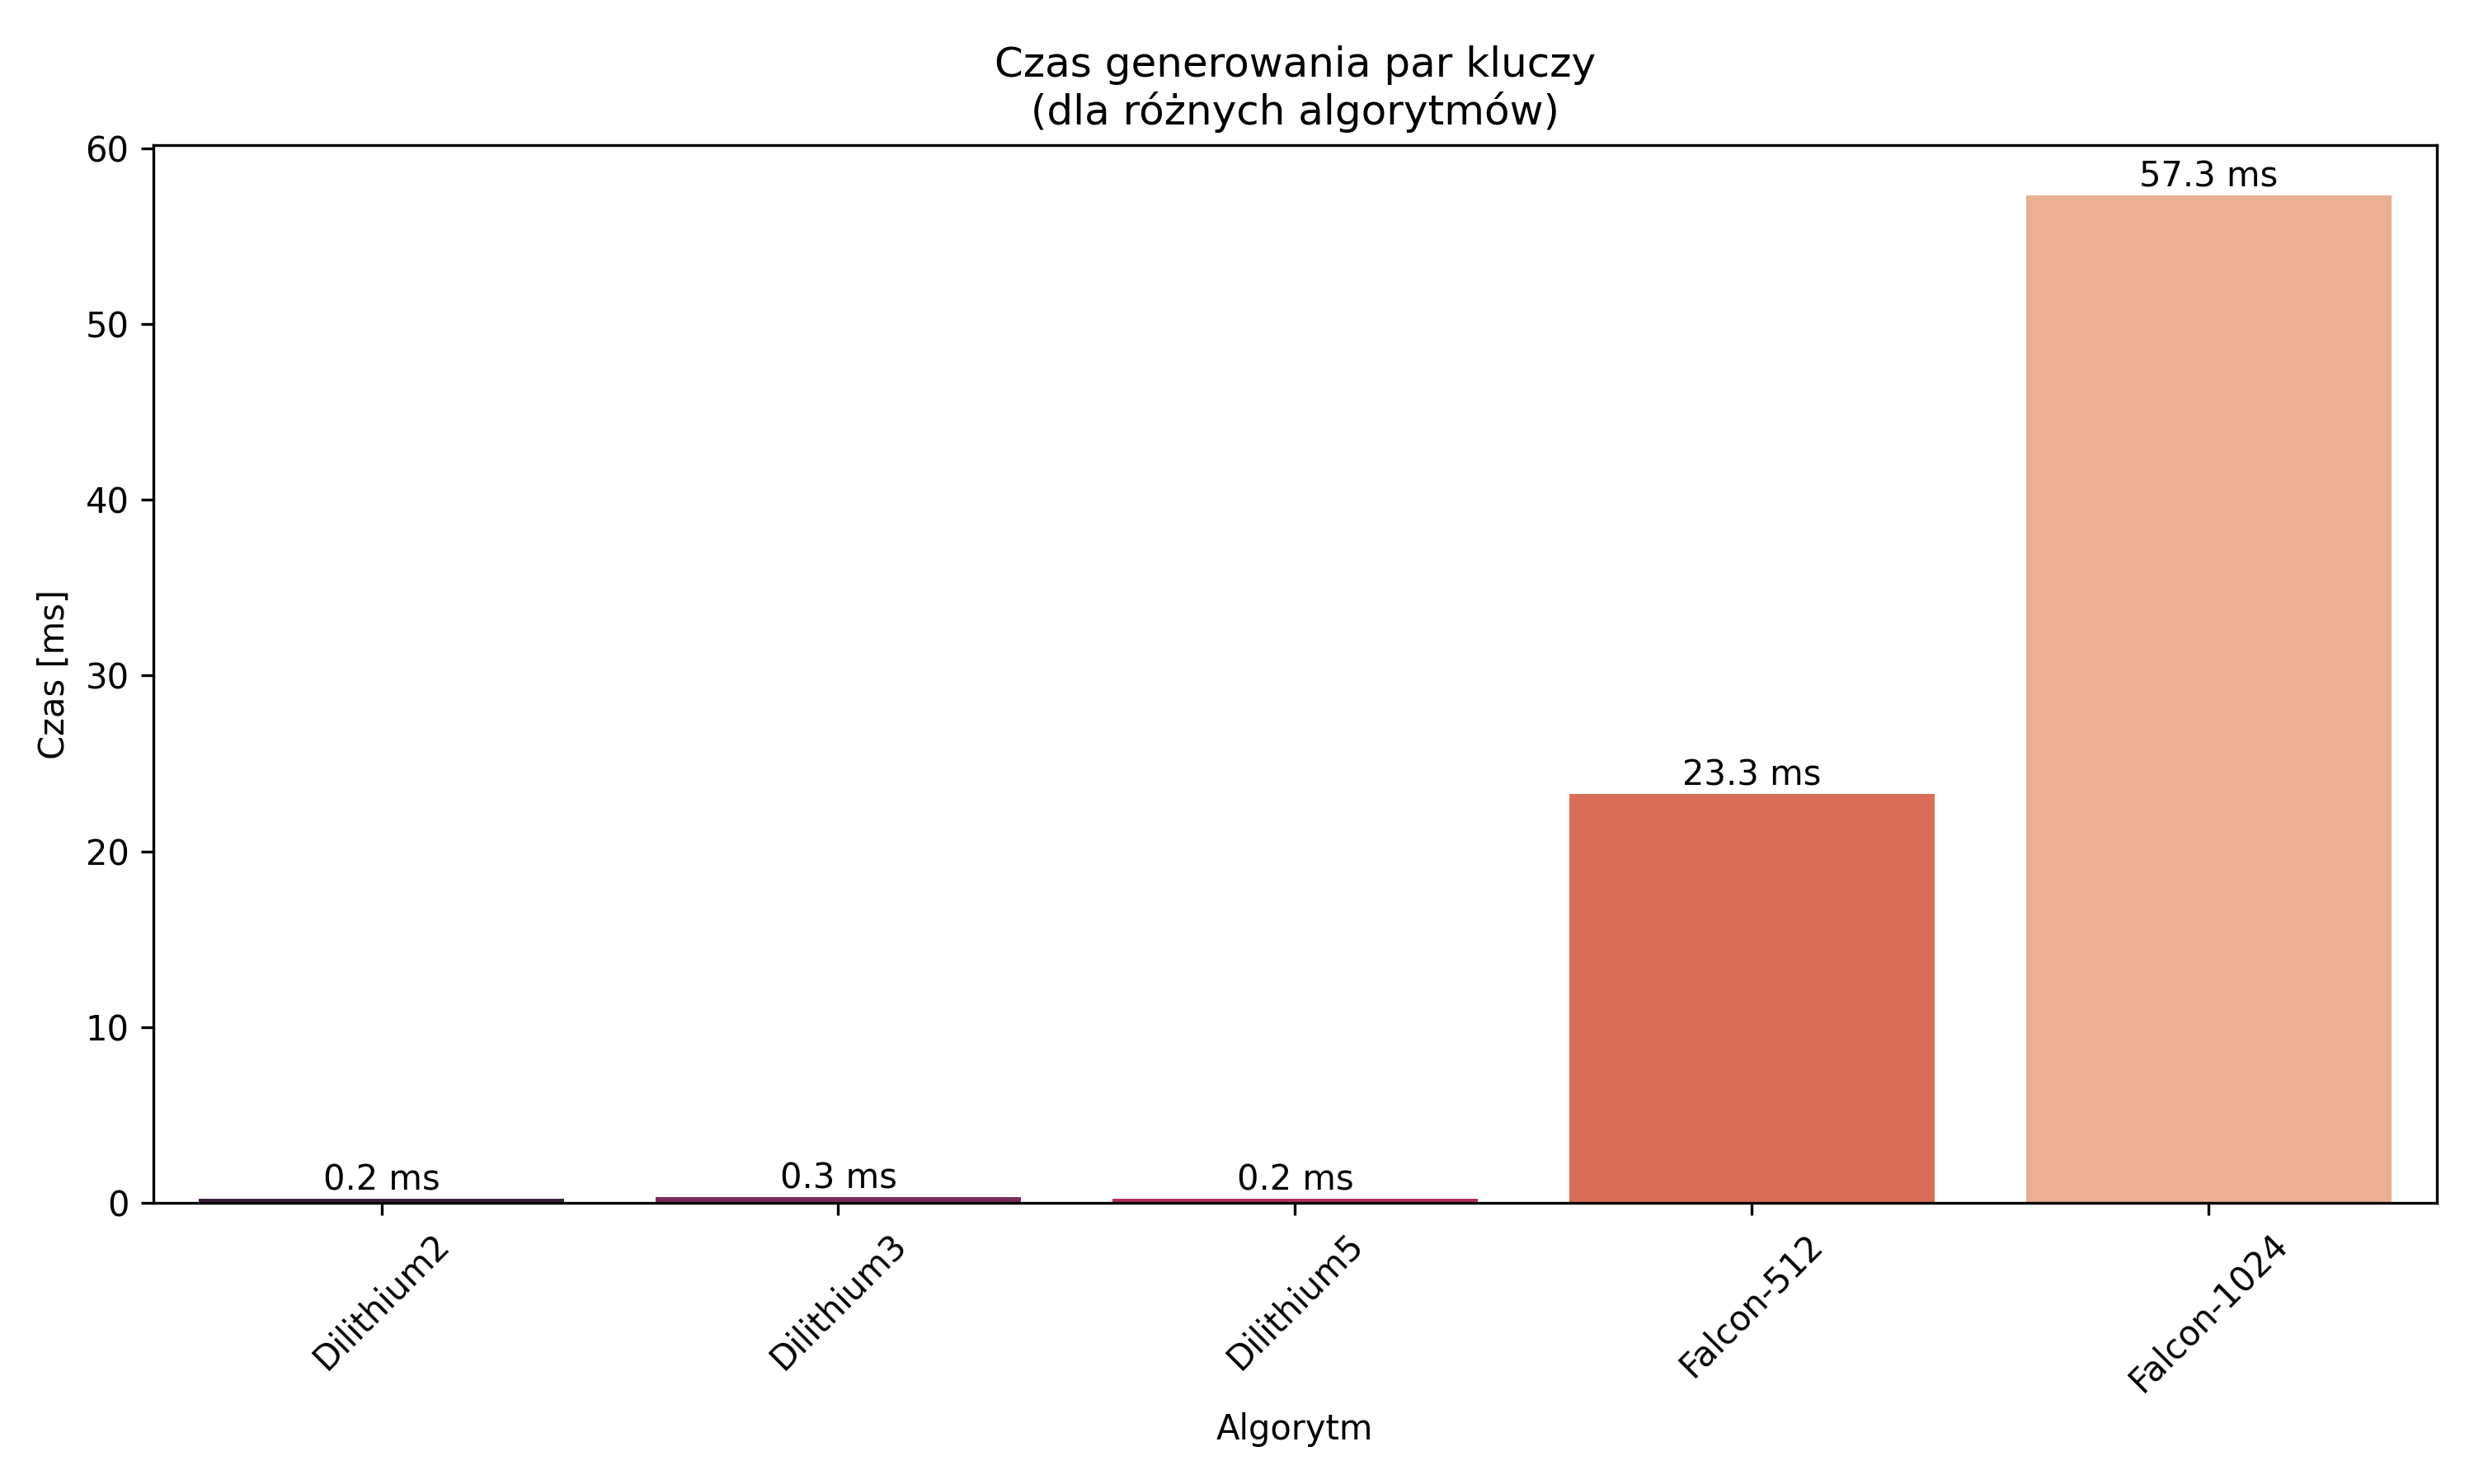 Czas generowania par kluczy
(dla różnych algorytmów)
60
50
40
30
20
10
0
Czas [ms]
0.2 ms
0.3 ms
0.2 ms
23.3 ms
57.3 ms
Dilithium2
Dilithium3
Dilithium5
Falcon-512
Falcon-1024
Algorytm